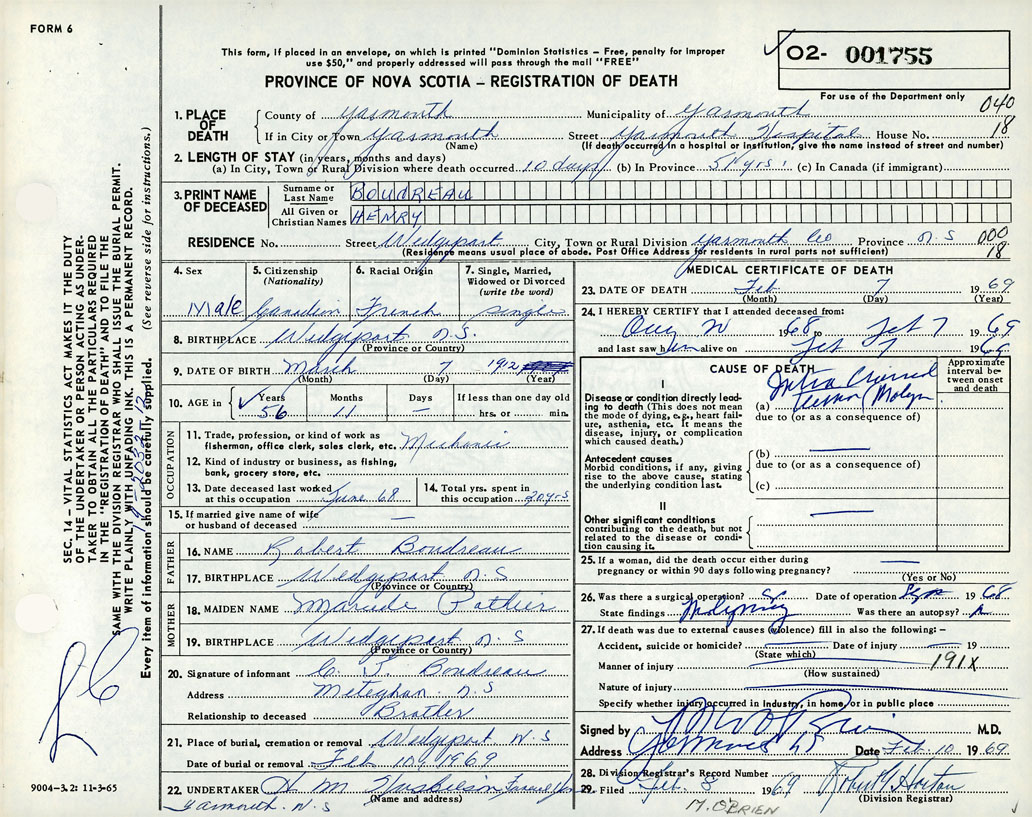 FORM 6
This form, if placed in an envelope, on which is printed "Dominion Statistics – Free, penalty for improper
use $50," and properly addressed will pass through the mail "FREE"
PROVINCE OF NOVA SCOTIA – REGISTRATION OF DEATH
O2- 001755
For use of the Department only
040
18
1. PLACE OF DEATH
County of Yarmouth Municipality of Yarmouth
If in City or Town Yarmouth Street Yarmouth Hospital House No.
(Name) (If death occurred in a hospital or institution, give the name instead of street and number)
2. LENGTH OF STAY (in years, months and days)
(a) In City, Town or Rural Division where death occurred 10 days (b) In Province yrs. (c) In Canada (if immigrant)
3. PRINT NAME OF DECEASED
Surname or Last Name BOUDREAU
All Given or Christian Names HENRY
RESIDENCE No. Street Wedgeport City, Town or Rural Division Yarmouth Co Province N.S
(Residence means usual place of abode. Post Office Address for residents in rural parts not sufficient)
000
18
4. Sex
Male
5. Citizenship
(Nationality)
Canadian
6. Racial Origin
French
7. Single, Married,
Widowed or Divorced
(write the word)
Single
8. BIRTHPLACE Wedgeport N.S.
(Province or Country)
9. DATE OF BIRTH March 7 1912
(Month) (Day) (Year)
10. AGE in Years Months Days If less than one day old
56 11 – hrs. or min.
OCCUPATION
11. Trade, profession, or kind of work as
fisherman, office clerk, sales clerk, etc. Mechanic
12. Kind of industry or business, as fishing,
bank, grocery store, etc.
13. Date deceased last worked
at this occupation June 68
14. Total yrs. spent in
this occupation 20 yrs
15. If married give name of wife
or husband of deceased —
FATHER
16. NAME Robert Boudreau
17. BIRTHPLACE Wedgeport N.S
(Province or Country)
MOTHER
18. MAIDEN NAME Pottier
19. BIRTHPLACE Wedgeport N.S
(Province or Country)
20. Signature of informant J. Boudreau
Address Meteghan N.S
Relationship to deceased Brother
21. Place of burial, cremation or removal Wedgeport N.S
Date of burial or removal Feb 10, 1969
22. UNDERTAKER H M
(Name and address)
Yarmouth. N.S
MEDICAL CERTIFICATE OF DEATH
23. DATE OF DEATH Feb 7 1969
(Month) (Day) (Year)
24. I HEREBY CERTIFY that I attended deceased from:
Aug 1968 to Feb 7 1969
and last saw him alive on Feb 7 1969
CAUSE OF DEATH
Approximate interval between onset and death
I
Disease or condition directly lead-
ing to death (This does not mean
the mode of dying, e.g., heart fail-
ure, asthenia, etc. It means the
disease, injury, or complication
which caused death.)
(a) Intra Cranial
due to (or as a consequence of)
Antecedent causes
Morbid conditions, if any, giving
rise to the above cause, stating
the underlying condition last.
(b) —
due to (or as a consequence of)
(c)
II
Other significant conditions
contributing to the death, but not
related to the disease or condi-
tion causing it.
—
25. If a woman, did the death occur either during
pregnancy or within 90 days following pregnancy? —
(Yes or No)
26. Was there a surgical operation? Date of operation 1968
State findings Was there an autopsy?
27. If death was due to external causes (violence) fill in also the following: –
Accident, suicide or homicide? Date of injury 19
(State which)
Manner of injury 191X
(How sustained)
Nature of injury
Specify whether injury occurred in industry, in home, or in public place
Signed by M.D.
Address Date Feb. 10 1969
28. Division Registrar's Record Number
29. Filed Feb. 8 1969 Robert G. Horton
(Division Registrar)
M. O'BRIEN
SEC. 14 – VITAL STATISTICS ACT MAKES IT THE DUTY
OF THE UNDERTAKER OR PERSON ACTING AS UNDER-
TAKER TO OBTAIN ALL THE PARTICULARS REQUIRED
IN THE "REGISTRATION OF DEATH" AND TO FILE THE
SAME WITH THE DIVISION REGISTRAR WHO SHALL ISSUE THE BURIAL PERMIT.
WRITE PLAINLY WITH UNFADING INK. THIS IS A PERMANENT RECORD.
Every item of information should be carefully supplied. (See reverse side for instructions.)
9004-3.2: 11-3-65